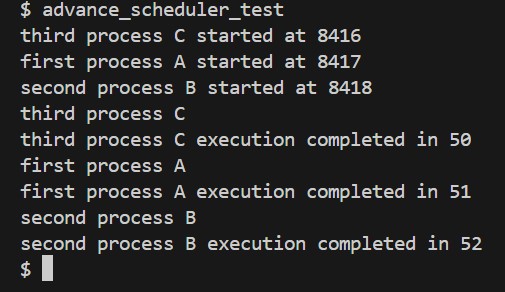 $ advance_scheduler_test
third process C started at 8416
first process A started at 8417
second process B started at 8418
third process C
third process C execution completed in 50
first process A
first process A execution completed in 51
second process B
second process B execution completed in 52
$